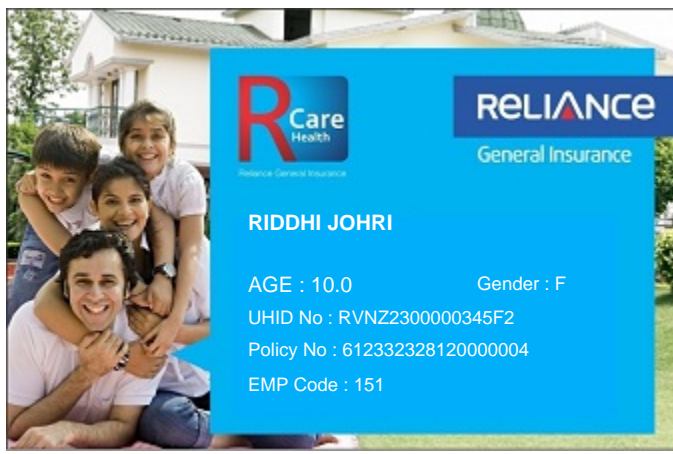 RCare
Health
Reliance General Insurance
RELIANCE
General Insurance
RIDDHI JOHRI
AGE : 10.0 Gender : F
UHID No : RVNZ2300000345F2
Policy No : 612332328120000004
EMP Code : 151